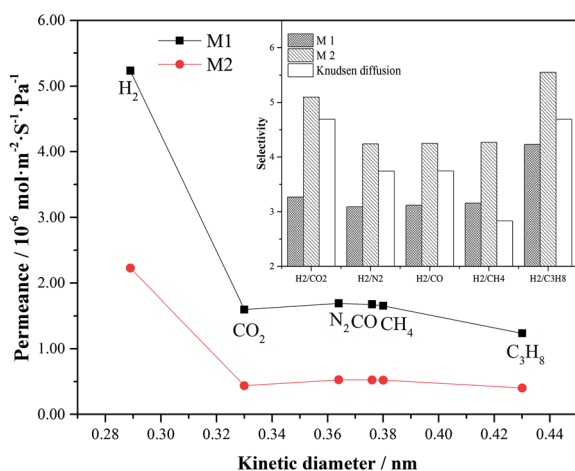 6.00
5.00
4.00
3.00
2.00
1.00
0.00
Permeance / 10⁻⁶ mol·m⁻²·S⁻¹·Pa⁻¹
M1
M2
H₂
CO₂
N₂ CO CH₄
C₃H₈
0.28 0.30 0.32 0.34 0.36 0.38 0.40 0.42 0.44
Kinetic diameter / nm
M 1
M 2
Knudsen diffusion
6
5
4
3
2
Selectivity
H2/CO2 H2/N2 H2/CO H2/CH4 H2/C3H8